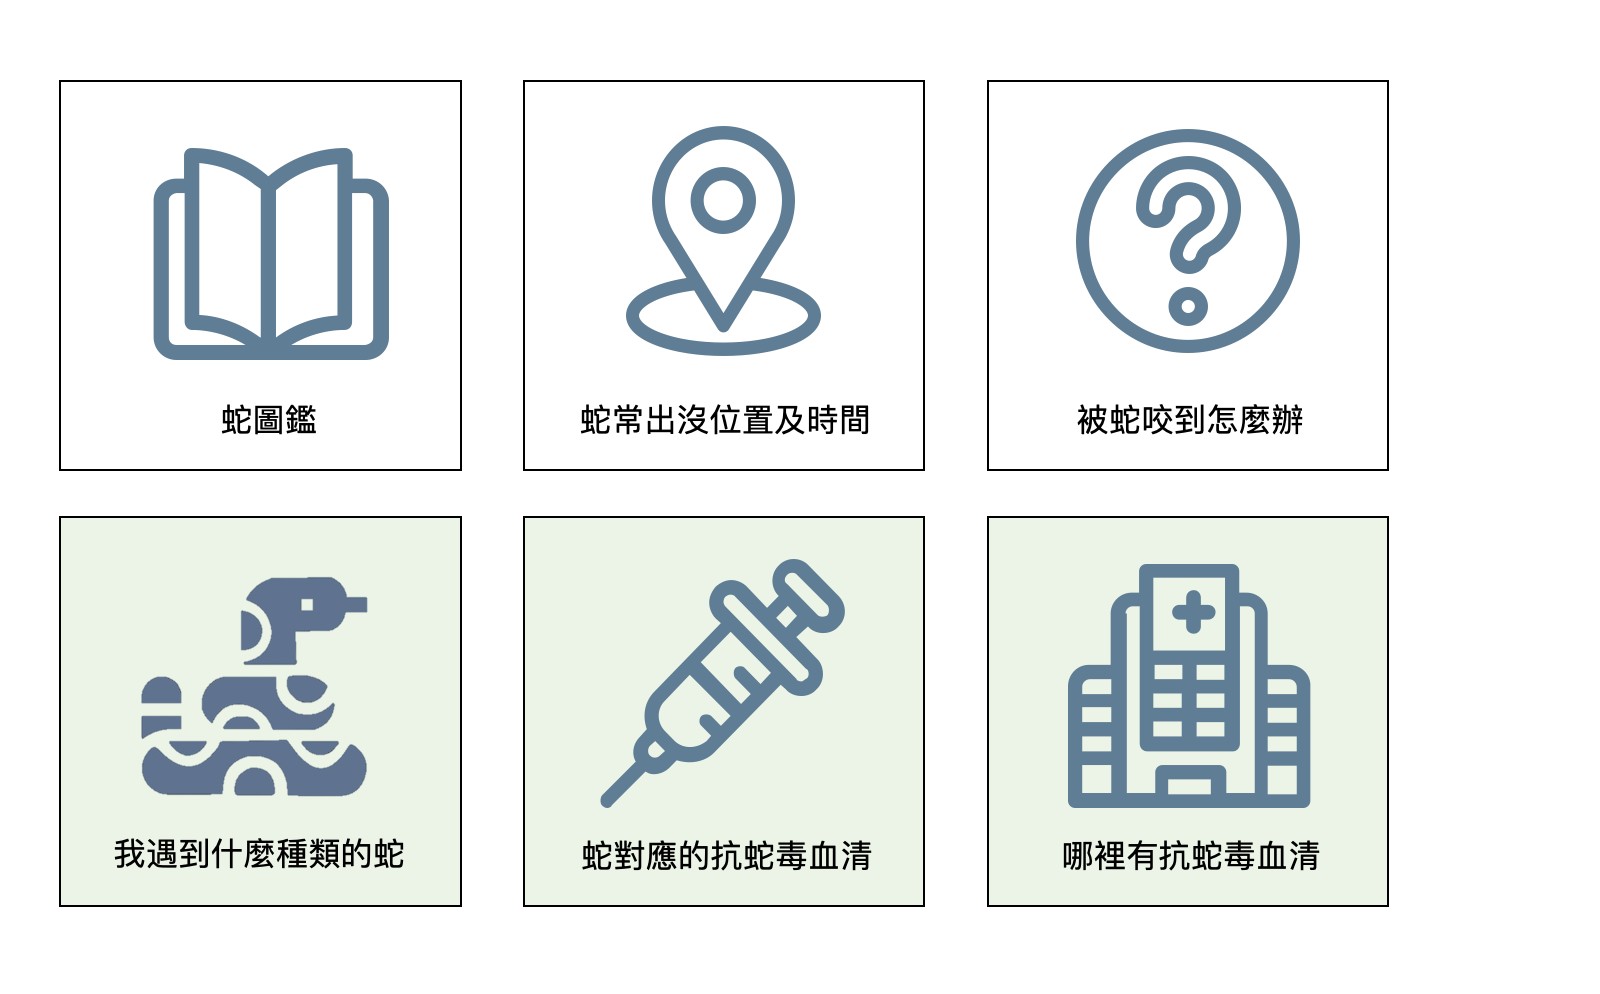 蛇圖鑑
蛇常出沒位置及時間
被蛇咬到怎麼辦
我遇到什麼種類的蛇
蛇對應的抗蛇毒血清
哪裡有抗蛇毒血清